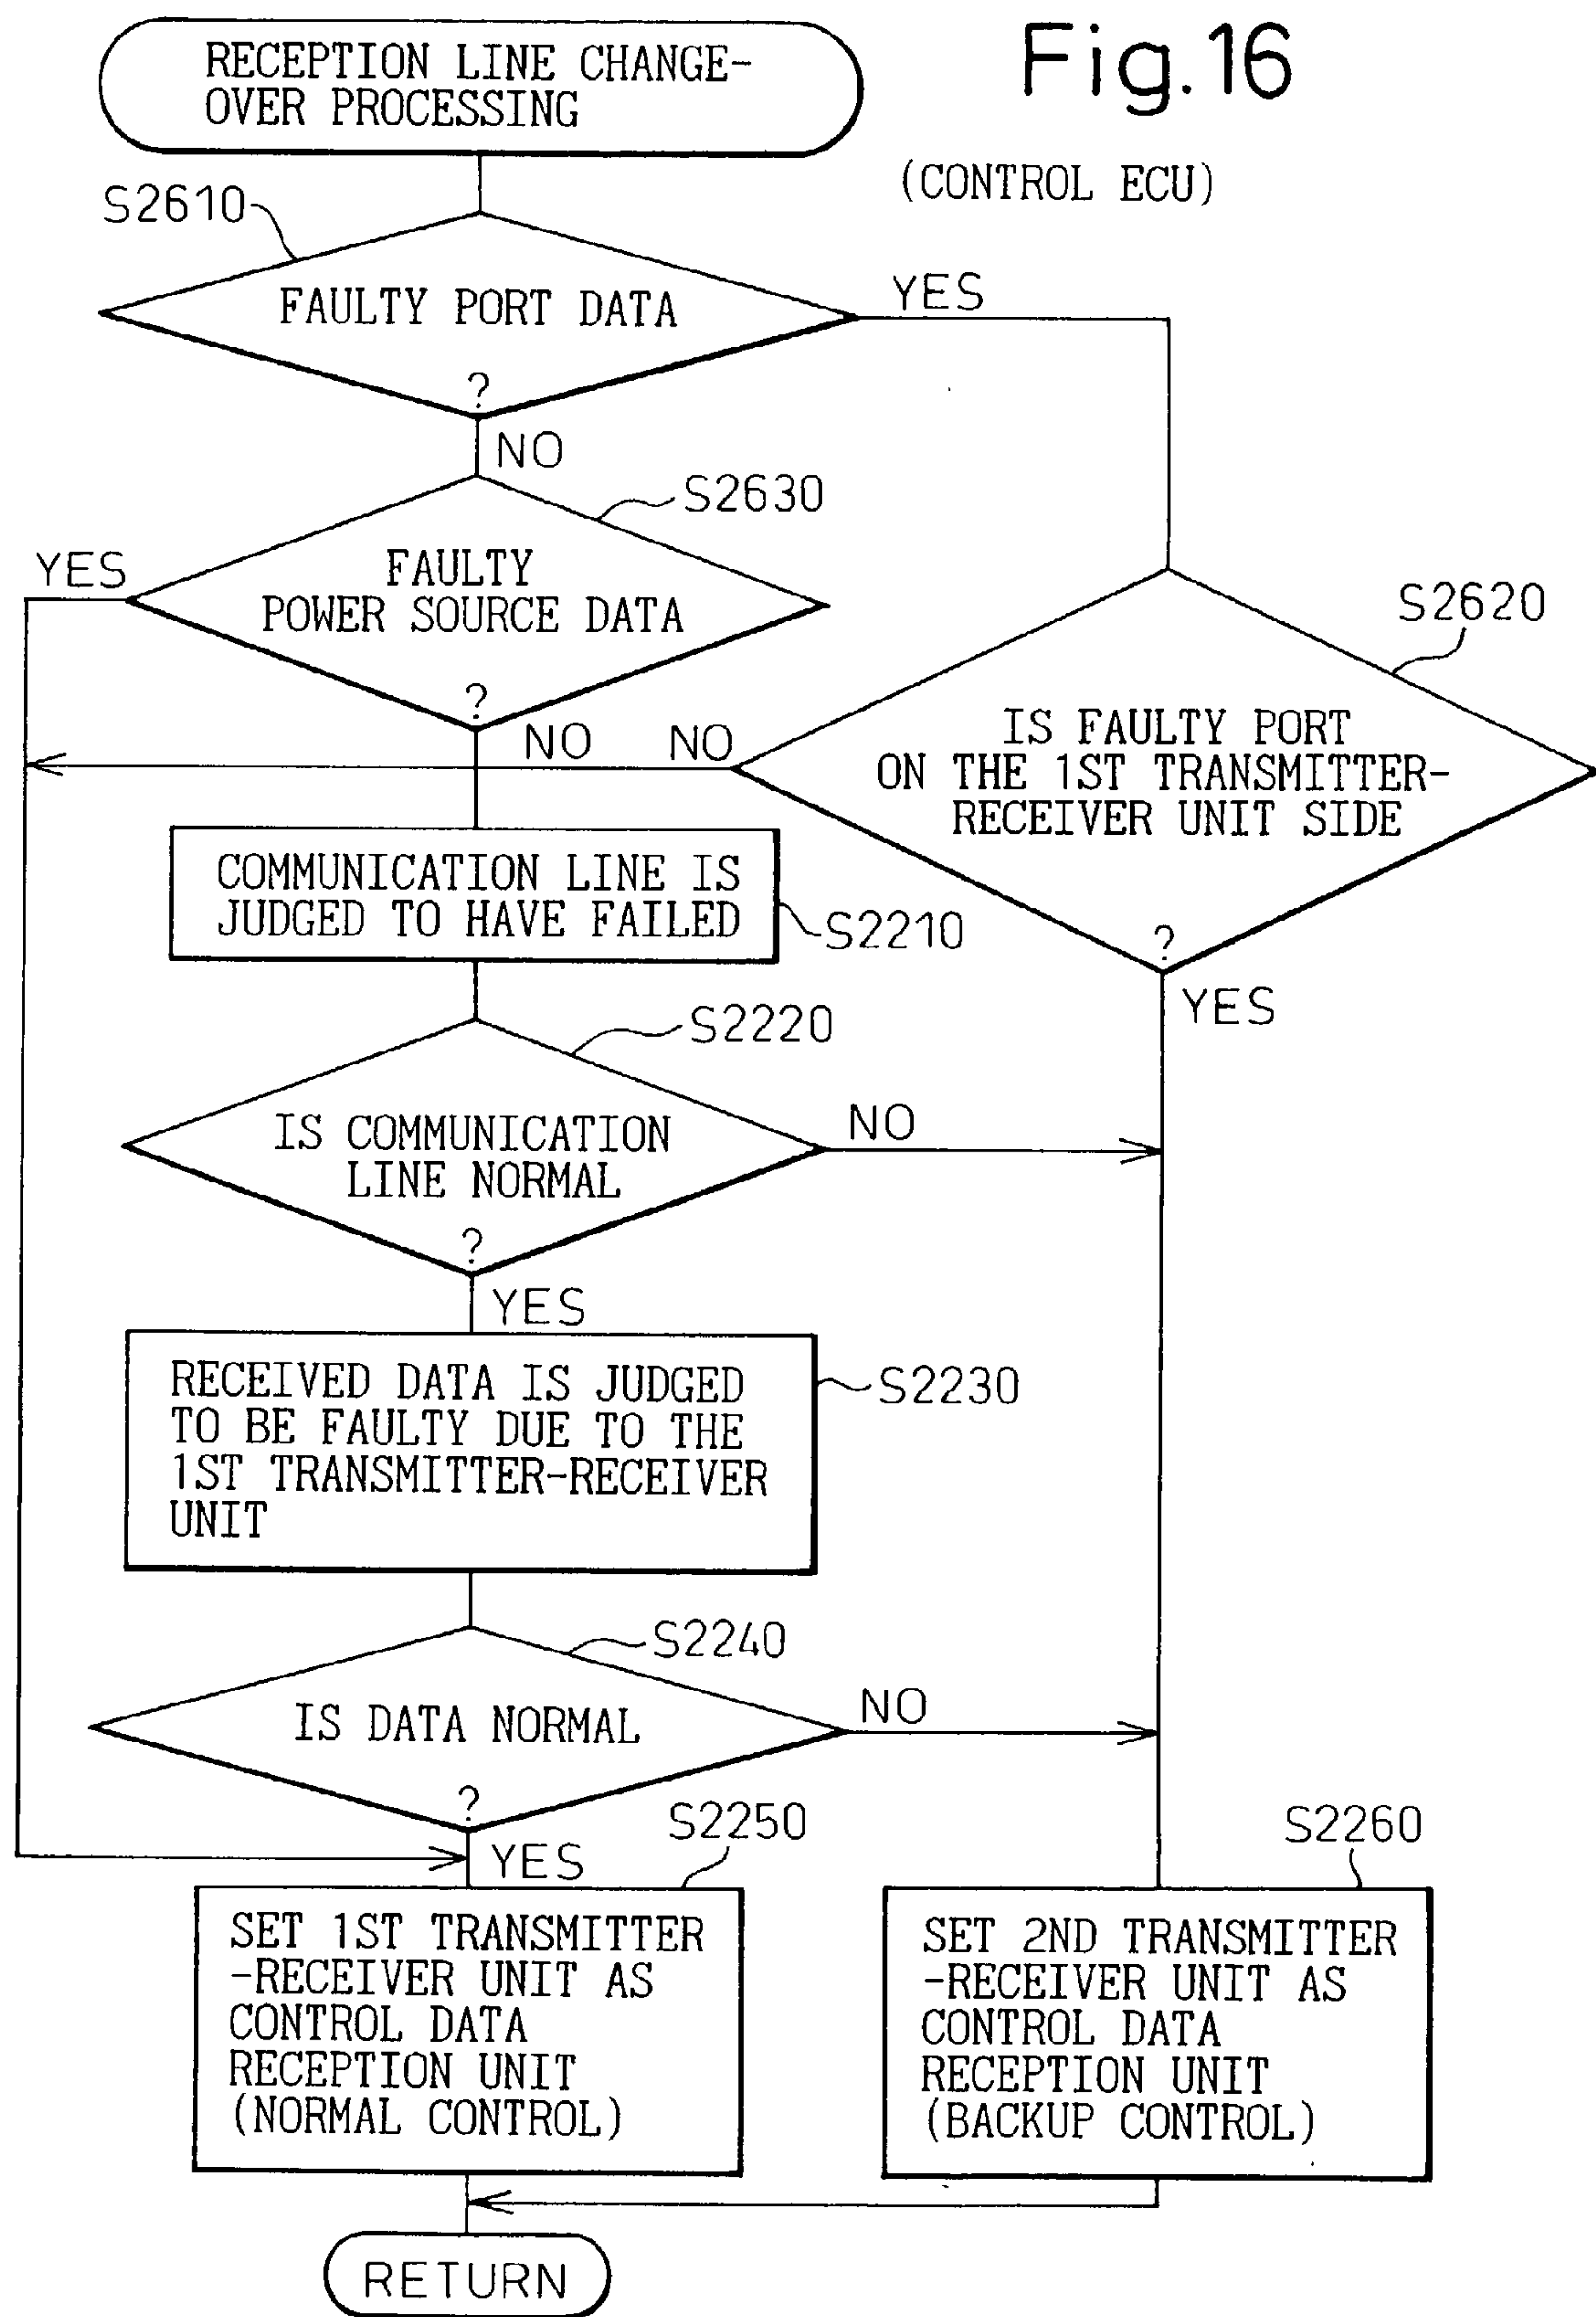 Fig.16
(CONTROL ECU)
RECEPTION LINE CHANGE-
OVER PROCESSING
S2610
FAULTY PORT DATA
?
YES
NO
S2630
FAULTY
POWER SOURCE DATA
?
YES
NO
S2620
IS FAULTY PORT
ON THE 1ST TRANSMITTER-
RECEIVER UNIT SIDE
?
NO
YES
COMMUNICATION LINE IS
JUDGED TO HAVE FAILED
S2210
S2220
IS COMMUNICATION
LINE NORMAL
?
NO
YES
RECEIVED DATA IS JUDGED
TO BE FAULTY DUE TO THE
1ST TRANSMITTER-RECEIVER
UNIT
S2230
S2240
IS DATA NORMAL
?
NO
YES
S2250
SET 1ST TRANSMITTER
-RECEIVER UNIT AS
CONTROL DATA
RECEPTION UNIT
(NORMAL CONTROL)
S2260
SET 2ND TRANSMITTER
-RECEIVER UNIT AS
CONTROL DATA
RECEPTION UNIT
(BACKUP CONTROL)
RETURN